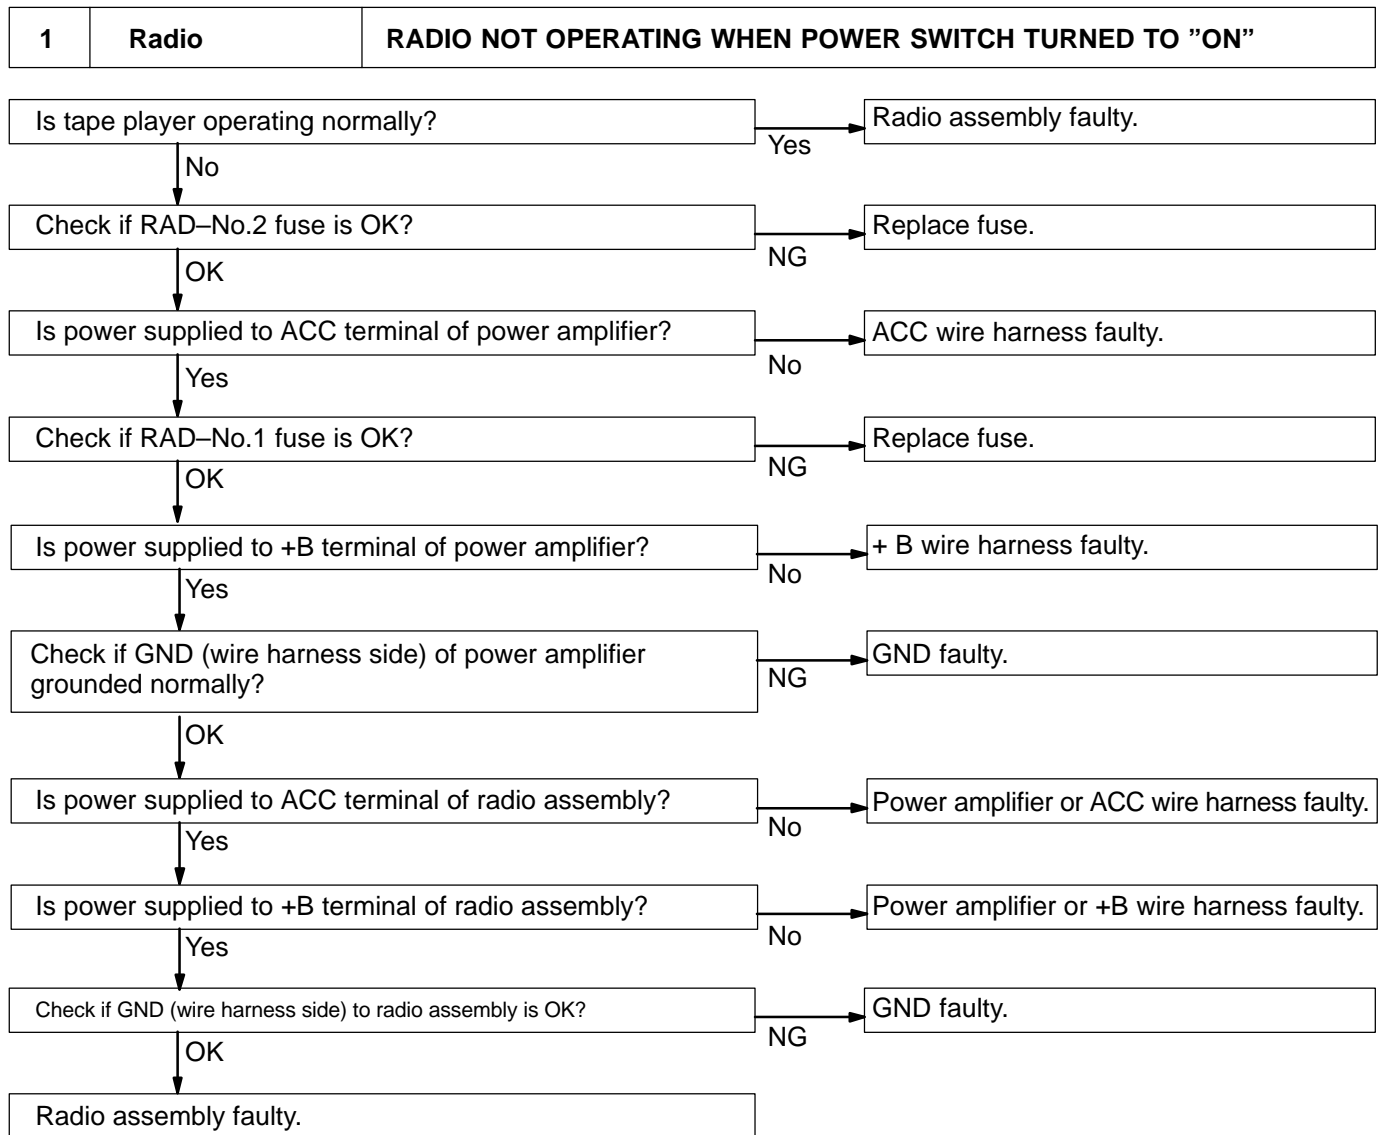 1 Radio RADIO NOT OPERATING WHEN POWER SWITCH TURNED TO ”ON”
Is tape player operating normally?
Yes
Radio assembly faulty.
No
Check if RAD–No.2 fuse is OK?
NG
Replace fuse.
OK
Is power supplied to ACC terminal of power amplifier?
No
ACC wire harness faulty.
Yes
Check if RAD–No.1 fuse is OK?
NG
Replace fuse.
OK
Is power supplied to +B terminal of power amplifier?
No
+ B wire harness faulty.
Yes
Check if GND (wire harness side) of power amplifier
grounded normally?
NG
GND faulty.
OK
Is power supplied to ACC terminal of radio assembly?
No
Power amplifier or ACC wire harness faulty.
Yes
Is power supplied to +B terminal of radio assembly?
No
Power amplifier or +B wire harness faulty.
Yes
Check if GND (wire harness side) to radio assembly is OK?
NG
GND faulty.
OK
Radio assembly faulty.